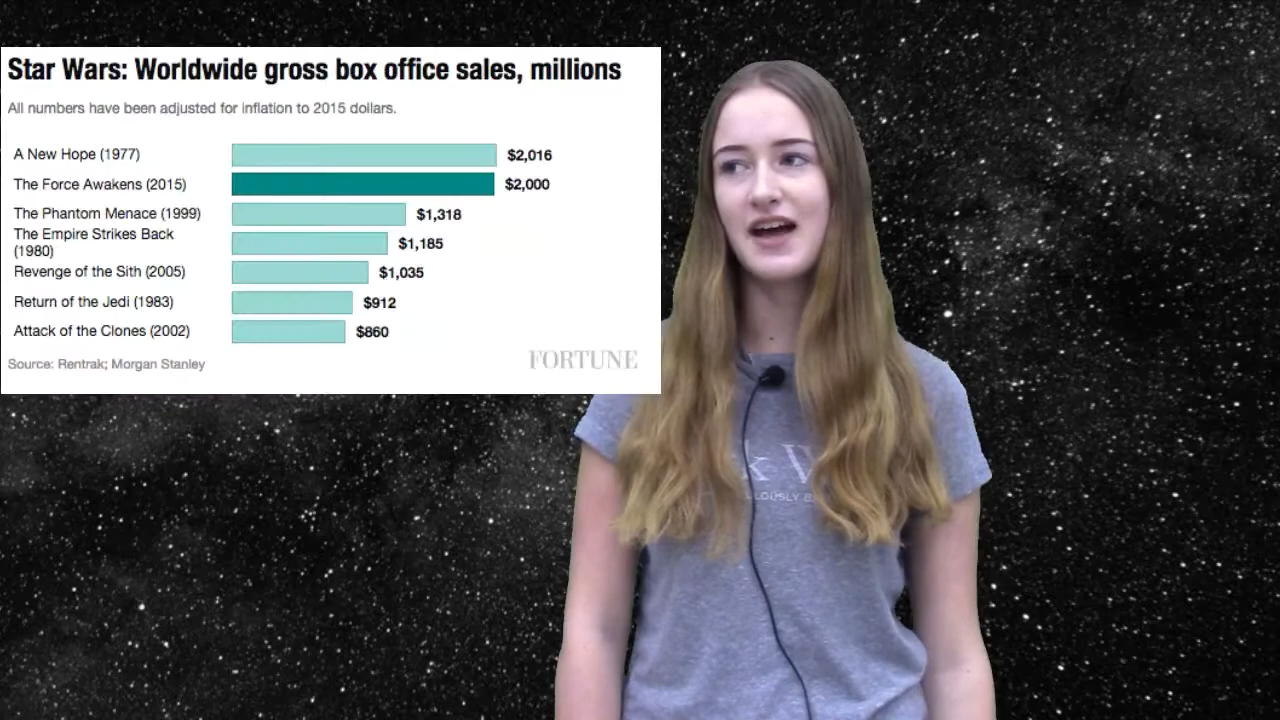 Star Wars: Worldwide gross box office sales, millions
All numbers have been adjusted for inflation to 2015 dollars.
A New Hope (1977) $2,016
The Force Awakens (2015) $2,000
The Phantom Menace (1999) $1,318
The Empire Strikes Back
(1980) $1,185
Revenge of the Sith (2005) $1,035
Return of the Jedi (1983) $912
Attack of the Clones (2002) $860
Source: Rentrak; Morgan Stanley
FORTUNE